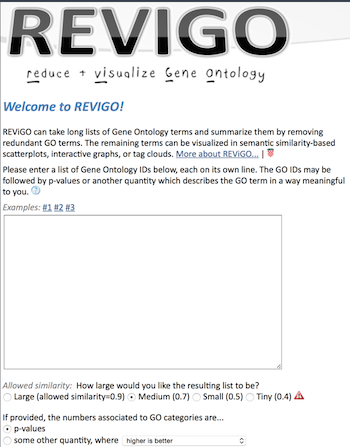 REVIGO
reduce + visualize Gene Ontology
Welcome to REVIGO!
REViGO can take long lists of Gene Ontology terms and summarize them by removing
redundant GO terms. The remaining terms can be visualized in semantic similarity-based
scatterplots, interactive graphs, or tag clouds. More about REViGO... |
Please enter a list of Gene Ontology IDs below, each on its own line. The GO IDs may be
followed by p-values or another quantity which describes the GO term in a way meaningful
to you.
Examples: #1 #2 #3
Allowed similarity: How large would you like the resulting list to be?
Large (allowed similarity=0.9) Medium (0.7) Small (0.5) Tiny (0.4)
If provided, the numbers associated to GO categories are...
p-values
some other quantity, where higher is better